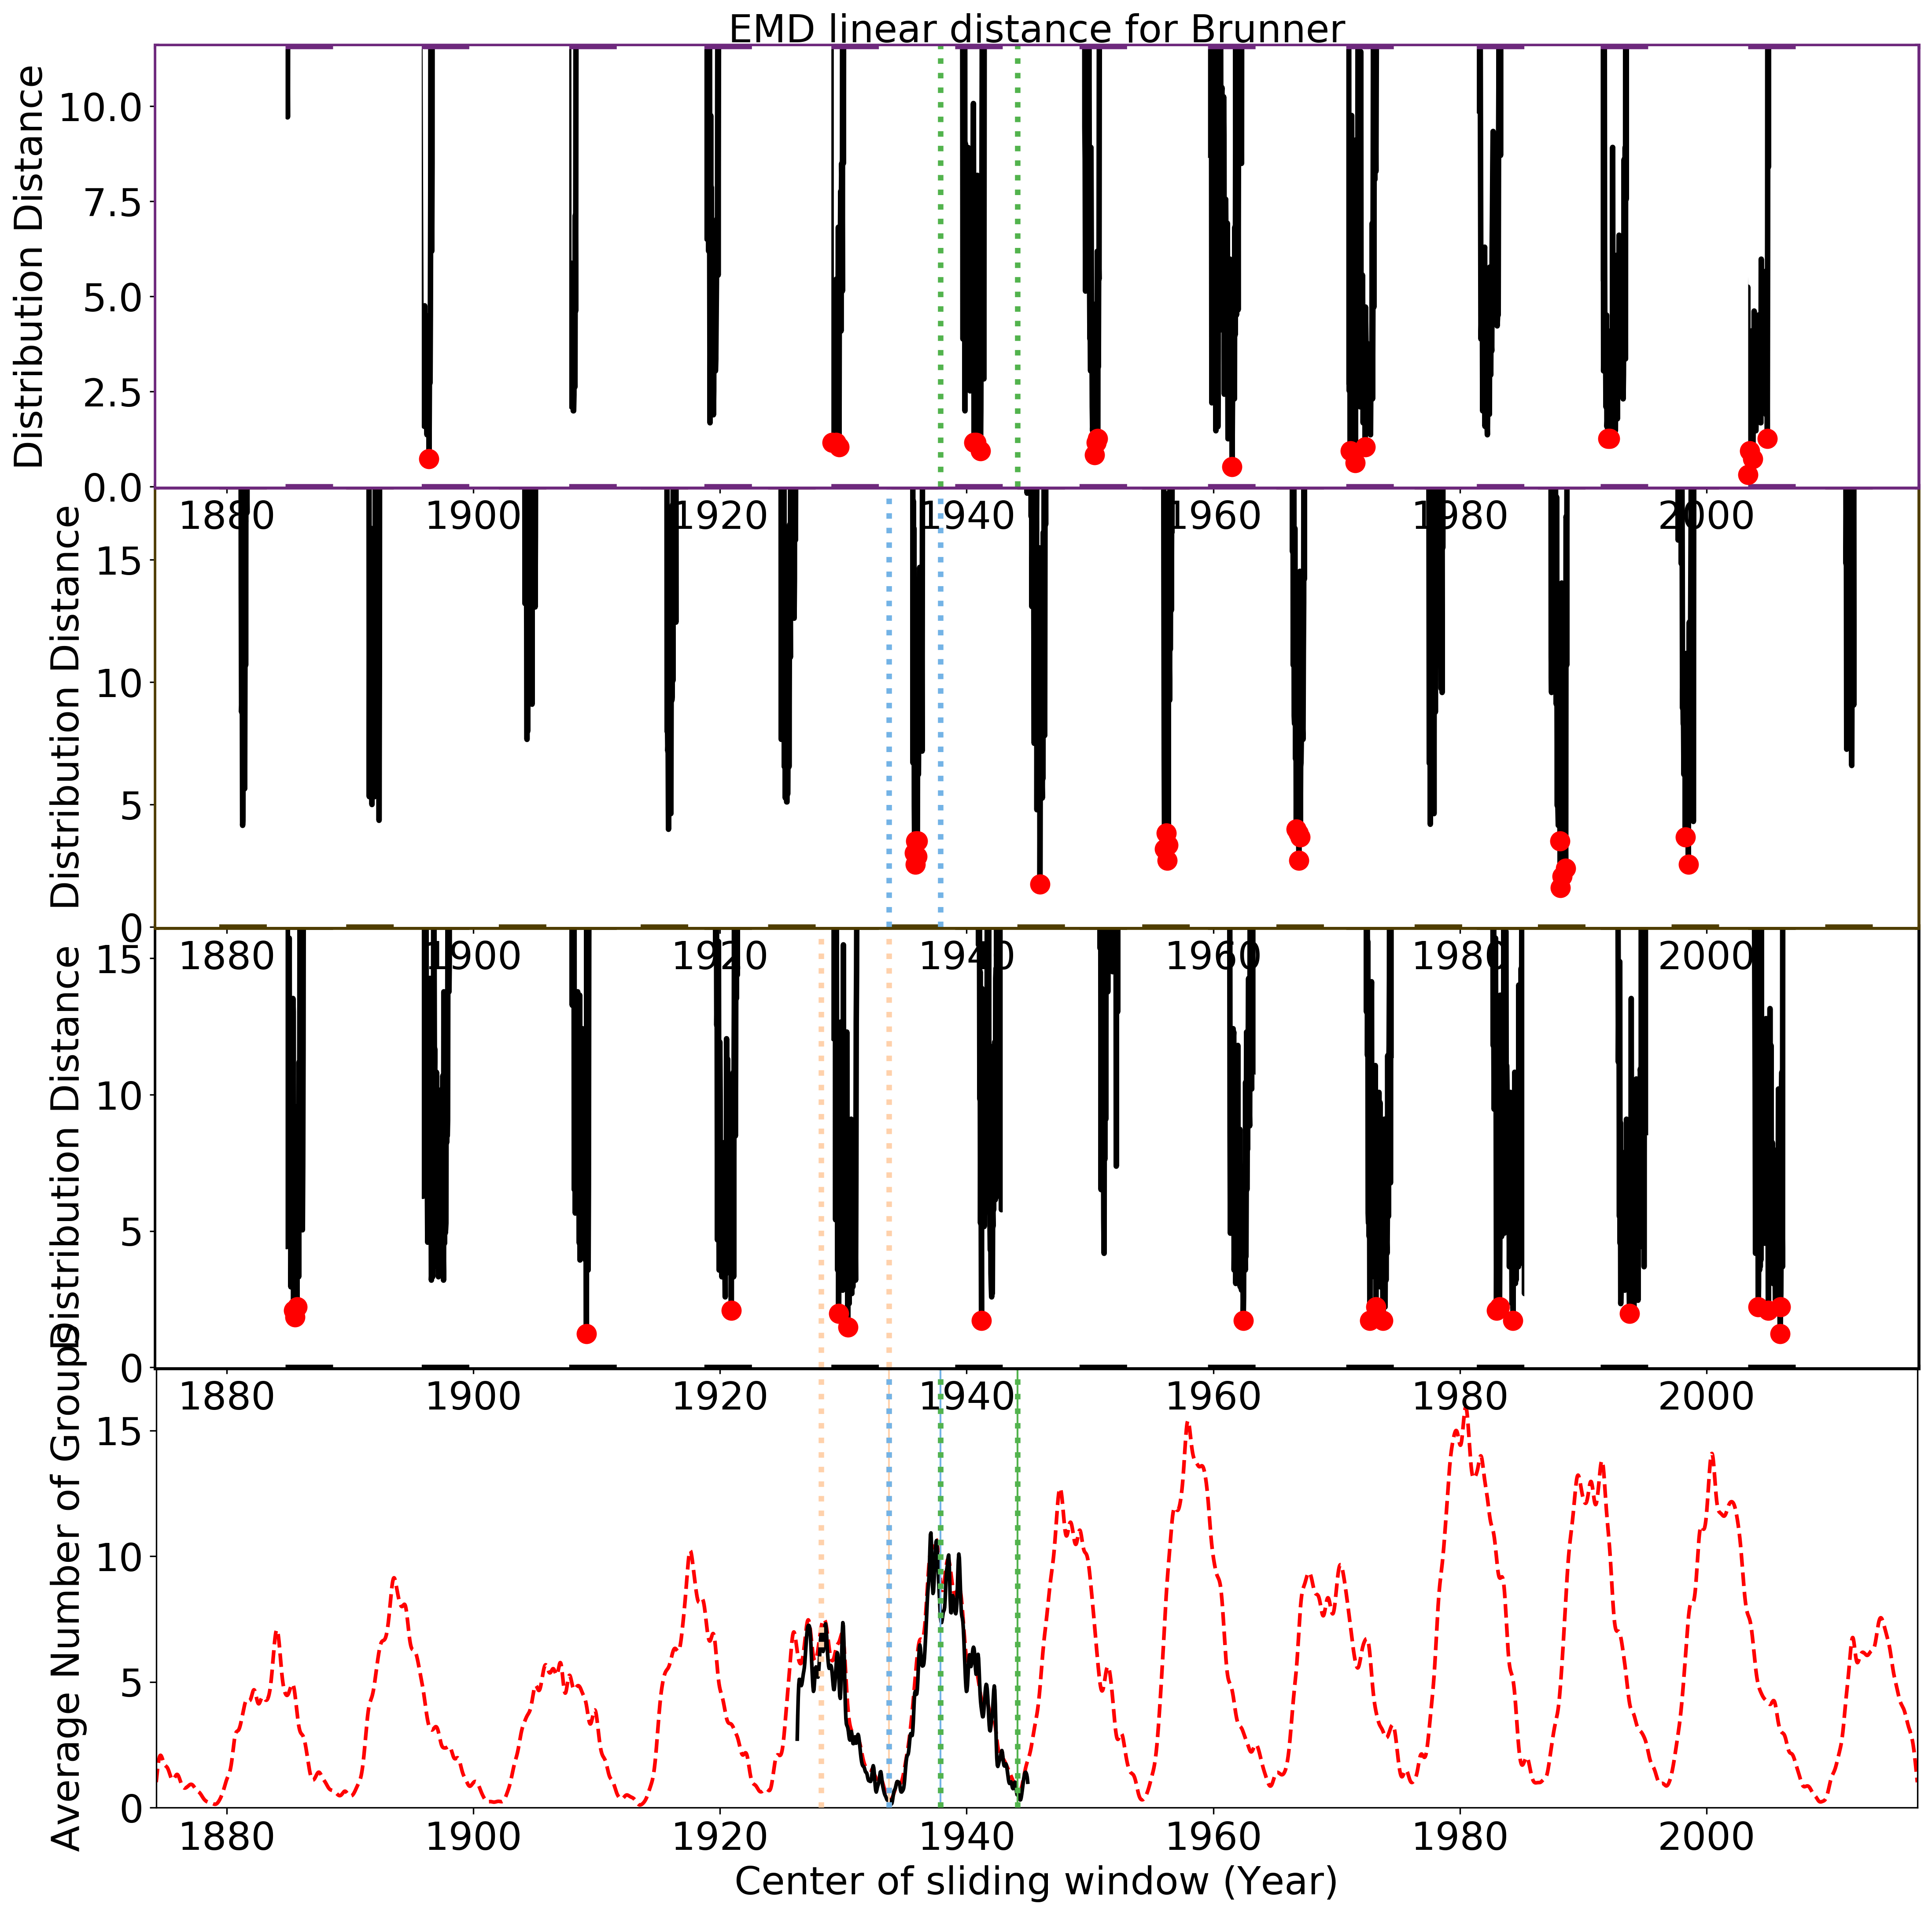 EMD linear distance for Brunner
Distribution Distance
10.0
7.5
5.0
2.5
0.0
1880 1900 1920 1940 1960 1980 2000
Distribution Distance
15
10
5
0
1880 1900 1920 1940 1960 1980 2000
Distribution Distance
15
10
5
0
1880 1900 1920 1940 1960 1980 2000
Average Number of Groups
15
10
5
0
1880 1900 1920 1940 1960 1980 2000
Center of sliding window (Year)